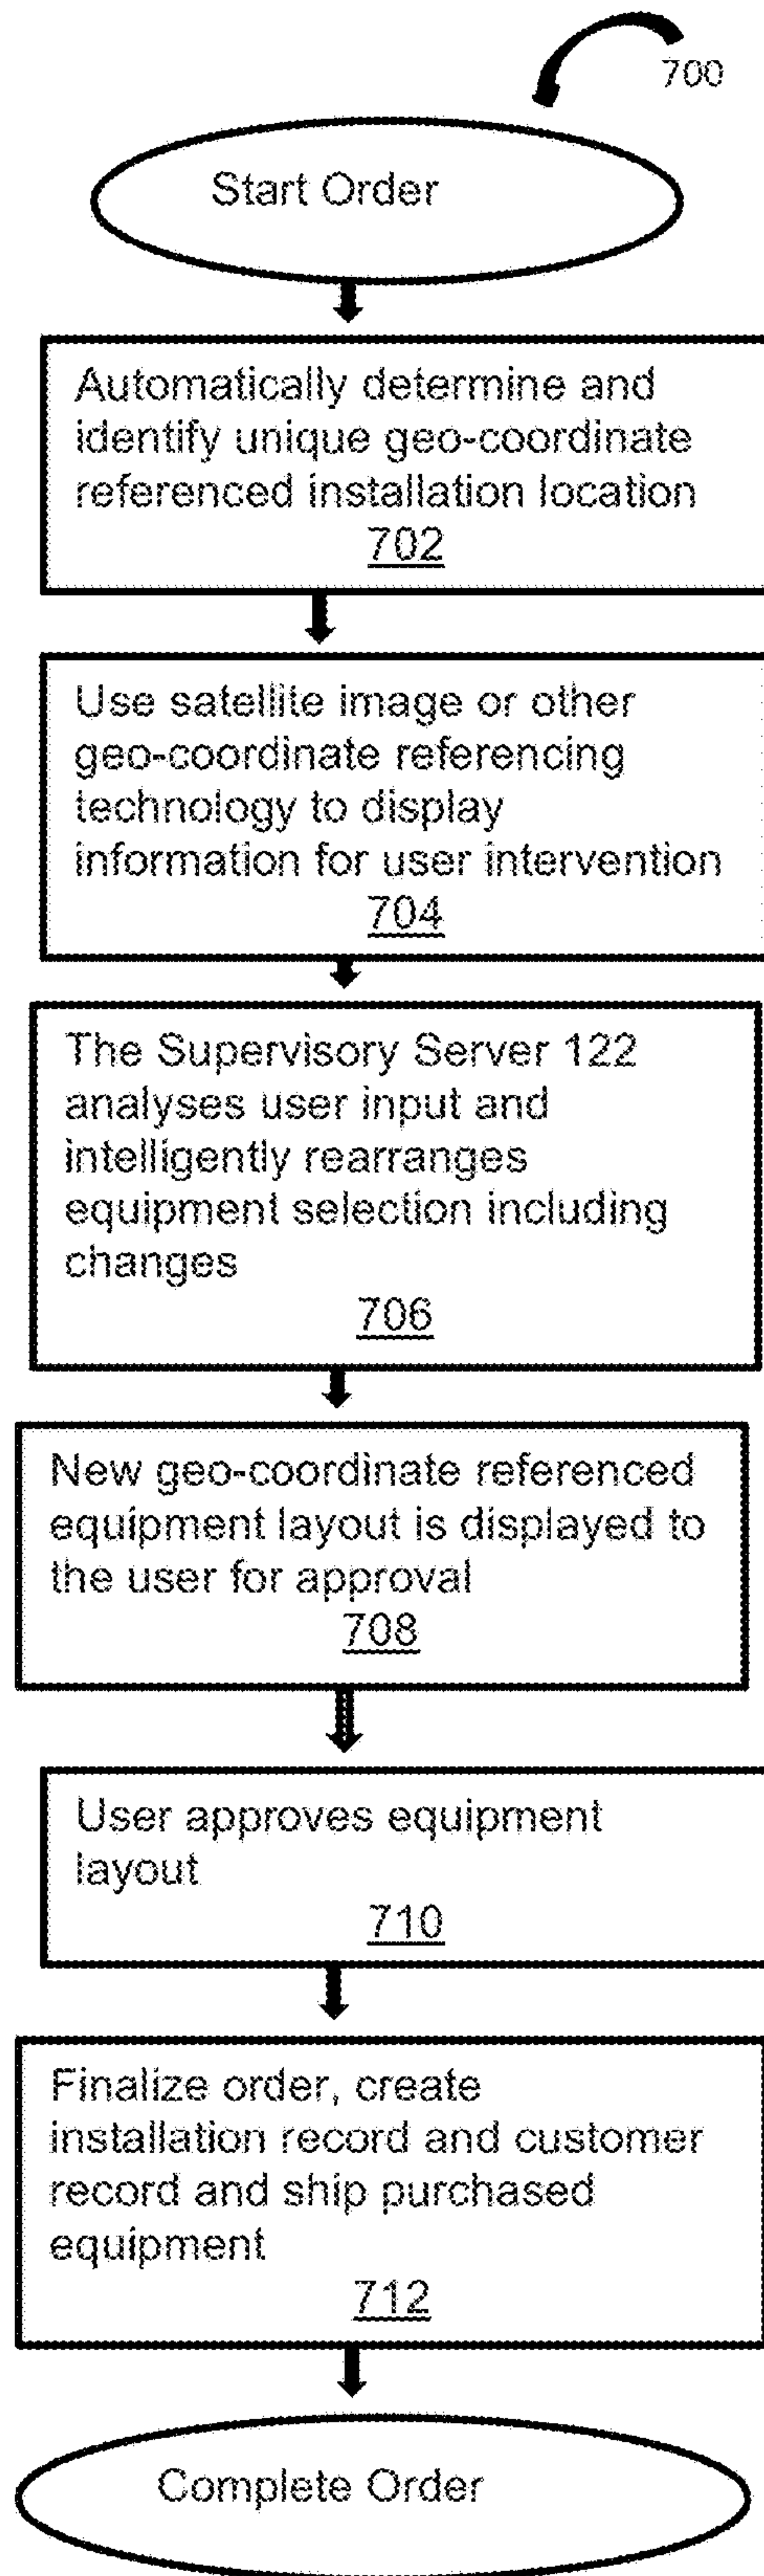 700
Start Order
Automatically determine and
identify unique geo-coordinate
referenced installation location
702
Use satellite image or other
geo-coordinate referencing
technology to display
information for user intervention
704
The Supervisory Server 122
analyses user input and
intelligently rearranges
equipment selection including
changes
706
New geo-coordinate referenced
equipment layout is displayed to
the user for approval
708
User approves equipment
layout
710
Finalize order, create
installation record and customer
record and ship purchased
equipment
712
Complete Order